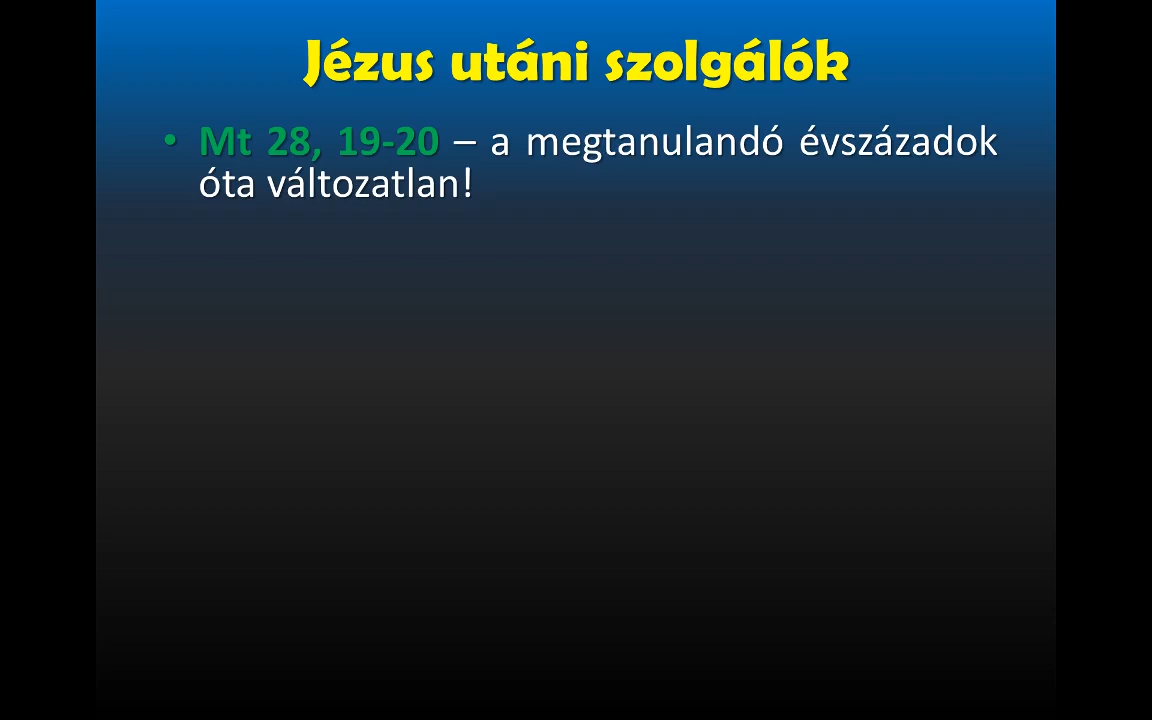 Jézus utáni szolgálók
• Mt 28, 19-20 – a megtanulandó évszázadok
óta változatlan!